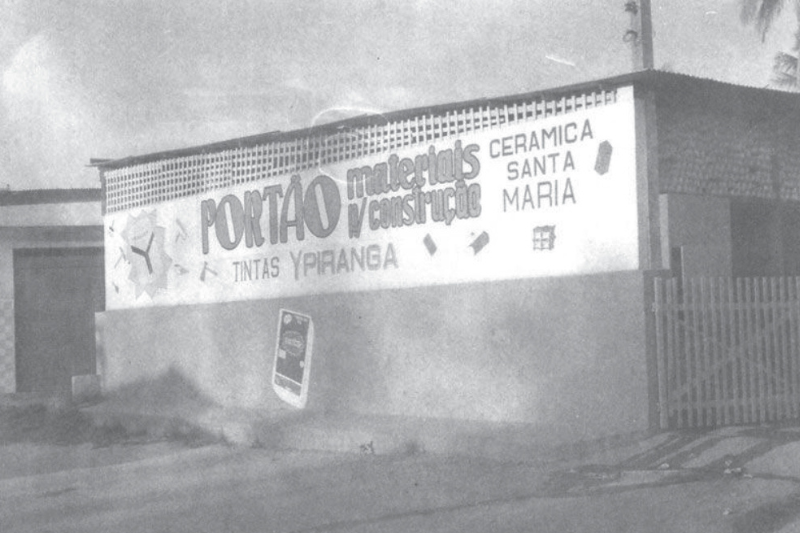 PORTÃO
materiais
p/ construção
CERAMICA
SANTA
MARIA
TINTAS YPIRANGA